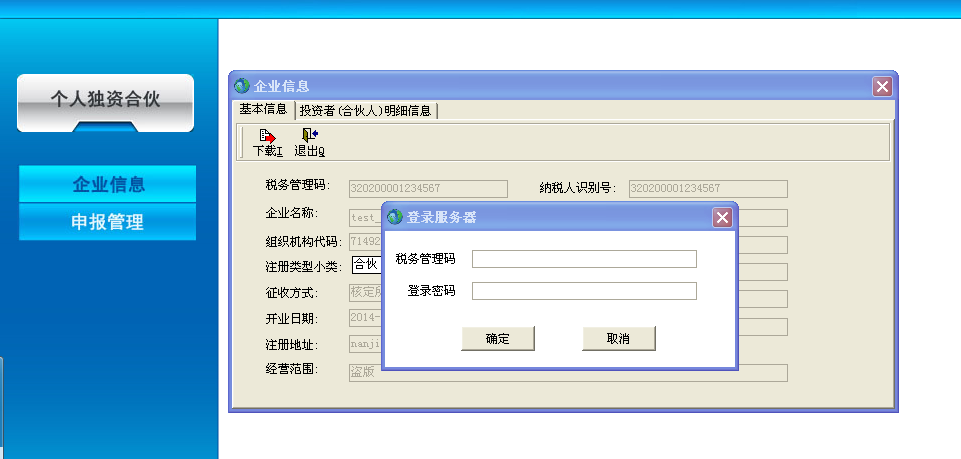 个人独资合伙
企业信息
申报管理
企业信息
基本信息 投资者(合伙人)明细信息
下载I 退出Q
税务管理码: 320200001234567 纳税人识别号: 320200001234567
企业名称: test_
组织机构代码: 71492
注册类型小类: 合伙
征收方式: 核定
开业日期: 2014-
注册地址: nanji
经营范围: 盗版
登录服务器
税务管理码
登录密码
确定 取消